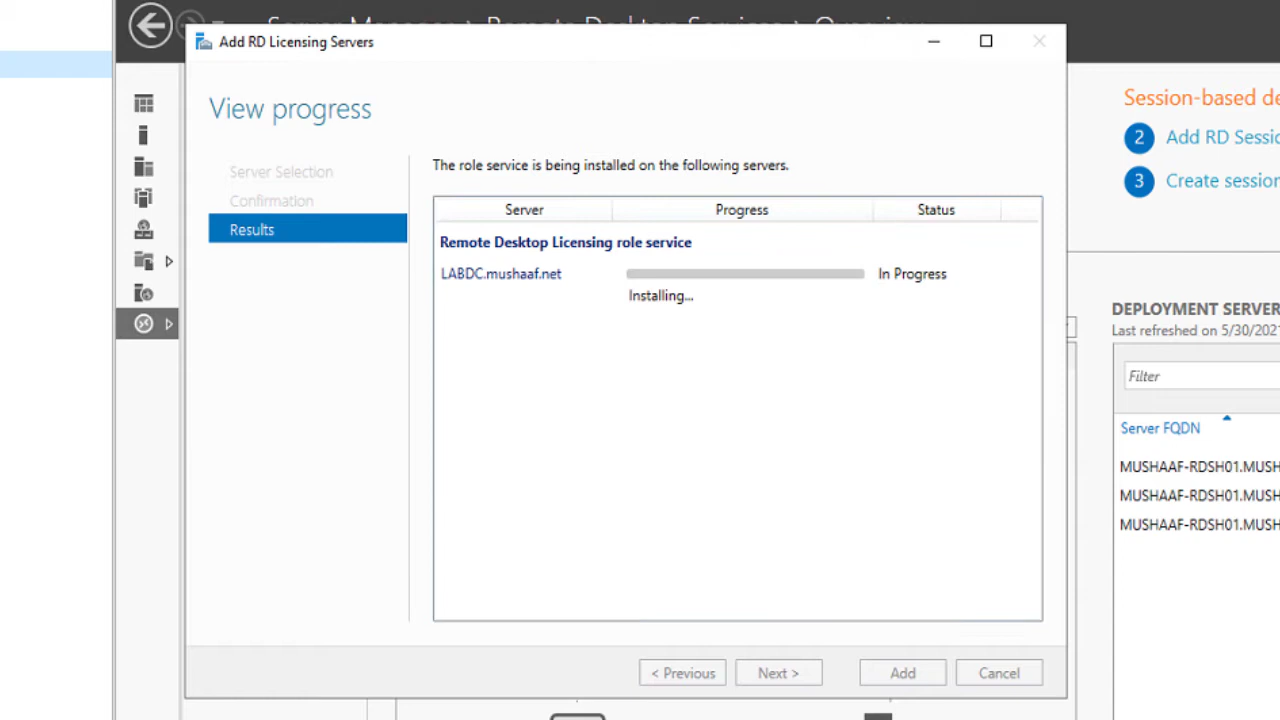 Add RD Licensing Servers
View progress
Server Selection
Confirmation
Results
The role service is being installed on the following servers.
Server Progress Status
Remote Desktop Licensing role service
LABDC.mushaaf.net In Progress
Installing...
< Previous Next > Add Cancel
Session-based de
2 Add RD Sessio
3 Create session
DEPLOYMENT SERVER
Last refreshed on 5/30/2021
Filter
Server FQDN
MUSHAAF-RDSH01.MUSH
MUSHAAF-RDSH01.MUSH
MUSHAAF-RDSH01.MUSH